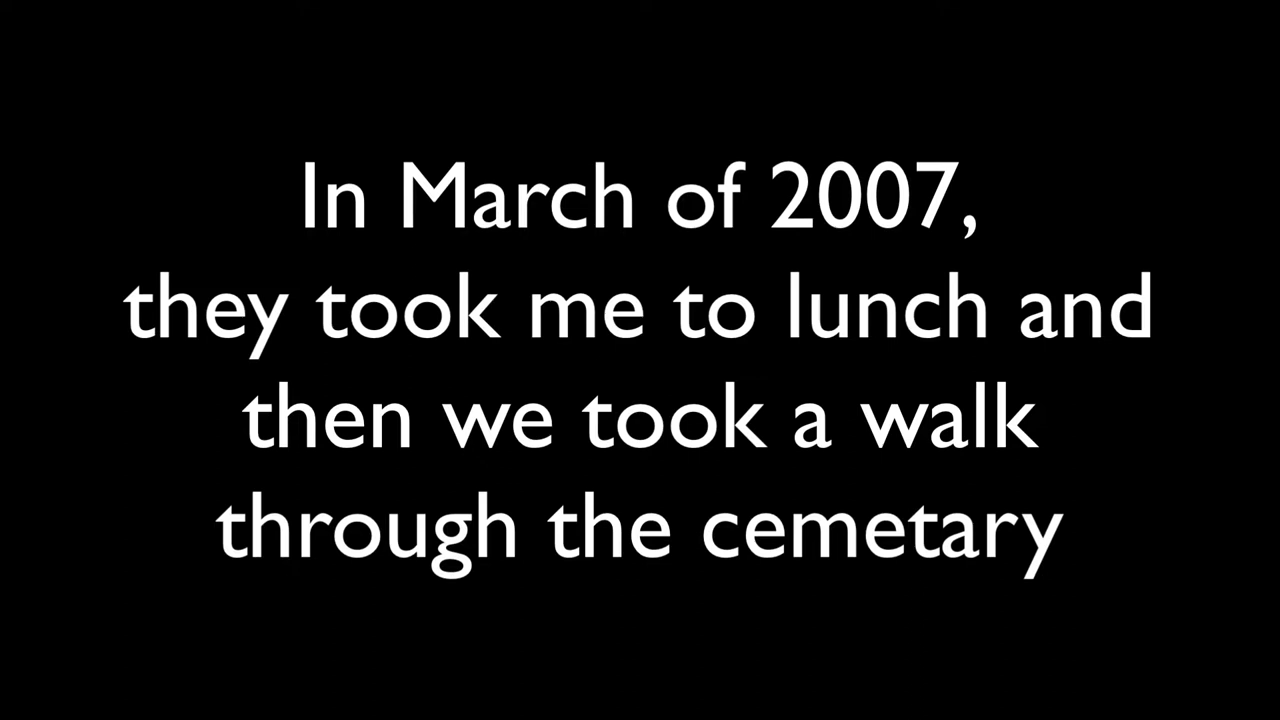 In March of 2007,
they took me to lunch and
then we took a walk
through the cemetary